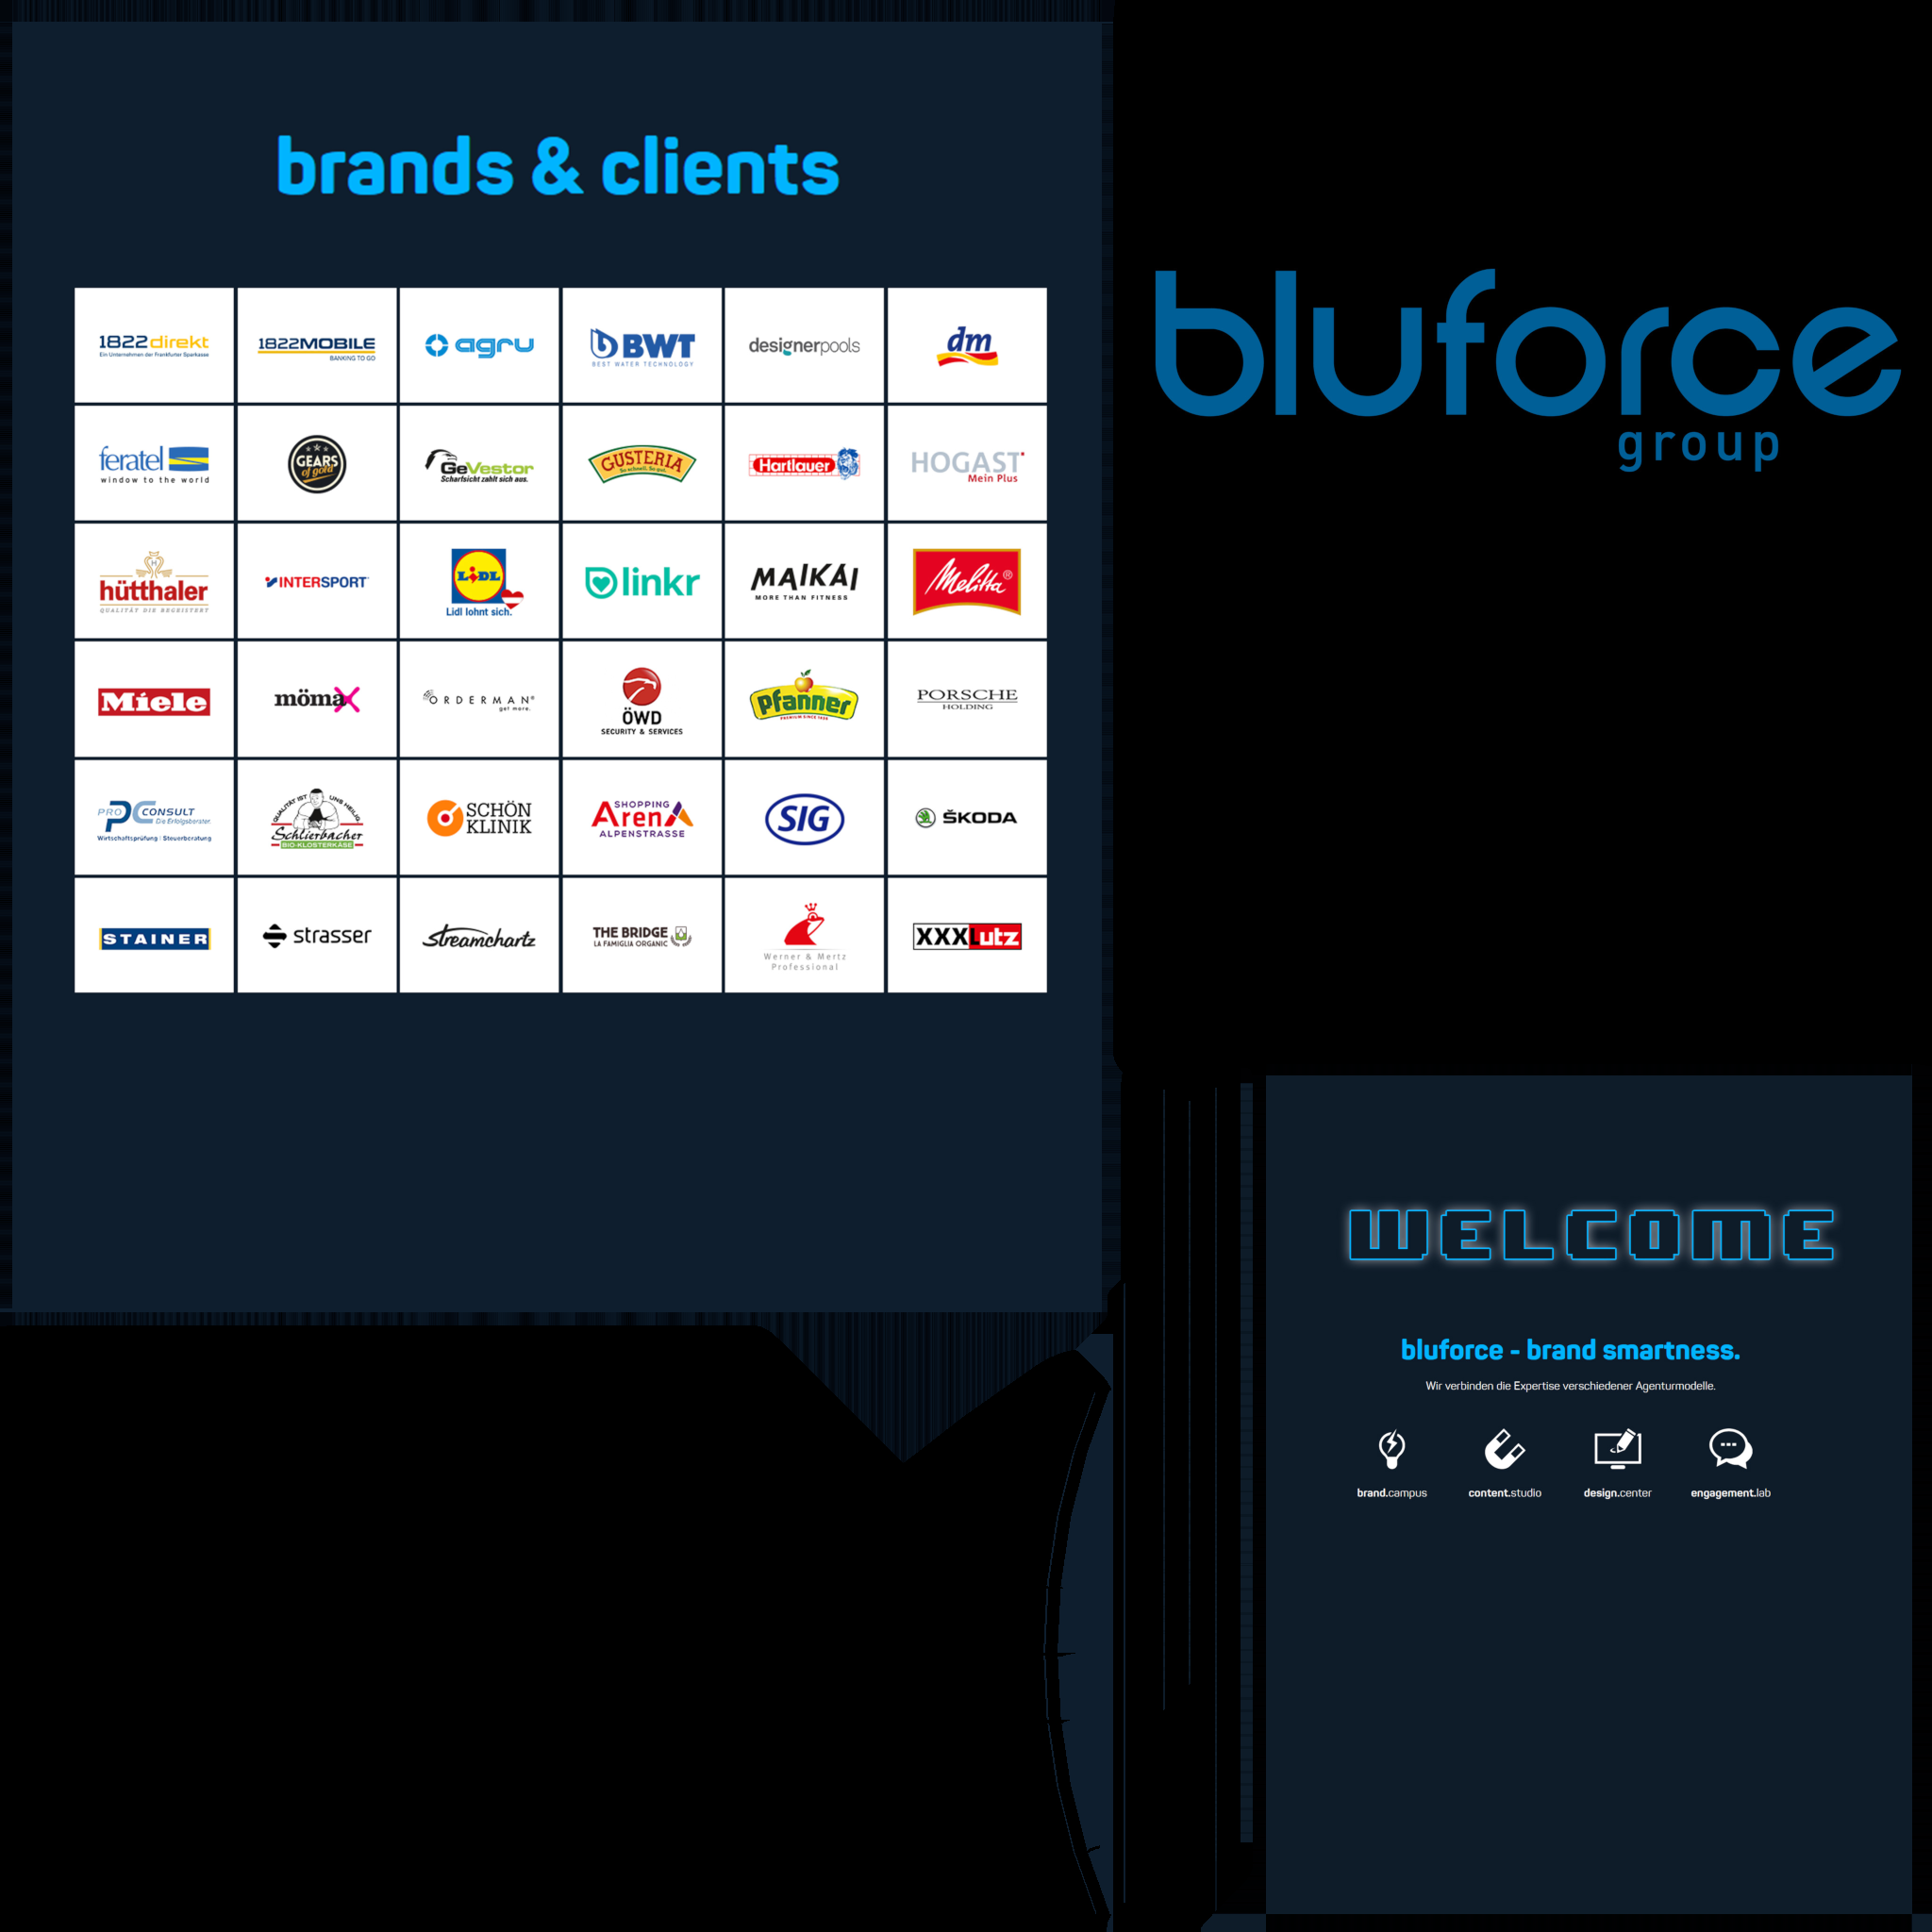 brands & clients
1822direkt
Ein Unternehmen der Frankfurter Sparkasse
1822MOBILE
BANKING TO GO
agru
BWT
BEST WATER TECHNOLOGY
designerpools
dm
feratel
window to the world
GEARS
of gold
GeVestor
Scharfsicht zahlt sich aus.
GUSTERIA
So schnell. So gut.
Hartlauer
HOGAST
Mein Plus
hütthaler
QUALITÄT DIE BEGEISTERT
INTERSPORT
LIDL
Lidl lohnt sich.
linkr
MAIKAI
MORE THAN FITNESS
Melitta®
Miele
mömax
ORDERMAN®
get more.
ÖWD
SECURITY & SERVICES
Pfanner
PREMIUM SINCE 1856
PORSCHE
HOLDING
PRO CONSULT
Die Erfolgsberater.
Wirtschaftsprüfung | Steuerberatung
QUALITÄT IST UNS HEILIG
Schlierbacher
BIO-KLOSTERKÄSE
SCHÖN
KLINIK
SHOPPING
ArenA
ALPENSTRASSE
SIG
ŠKODA
STAINER
strasser
Streamchartz
THE BRIDGE
LA FAMIGLIA ORGANIC
Werner & Mertz
Professional
XXXLutz
bluforce
group
WELCOME
bluforce - brand smartness.
Wir verbinden die Expertise verschiedener Agenturmodelle.
brand.campus
content.studio
design.center
engagement.lab